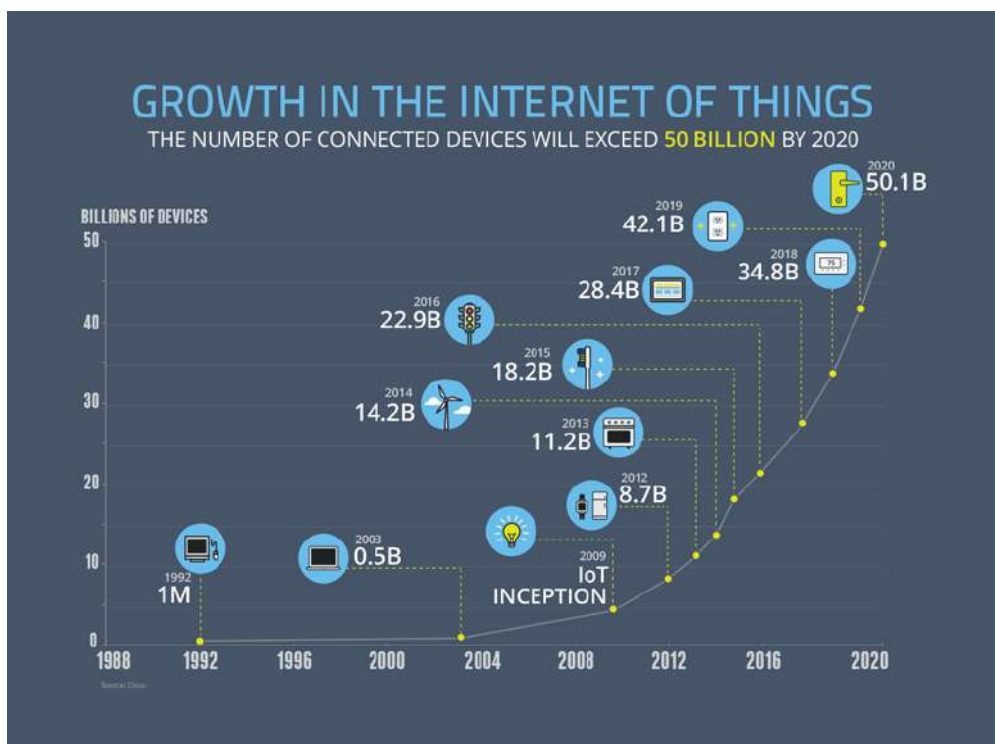 GROWTH IN THE INTERNET OF THINGS
THE NUMBER OF CONNECTED DEVICES WILL EXCEED 50 BILLION BY 2020
BILLIONS OF DEVICES
50
40
30
20
10
0
1992
1M
2003
0.5B
2009
IoT
INCEPTION
2012
8.7B
2013
11.2B
2014
14.2B
2015
18.2B
2016
22.9B
2017
28.4B
2018
34.8B
75
2019
42.1B
2020
50.1B
1988 1992 1996 2000 2004 2008 2012 2016 2020
Source: Cisco